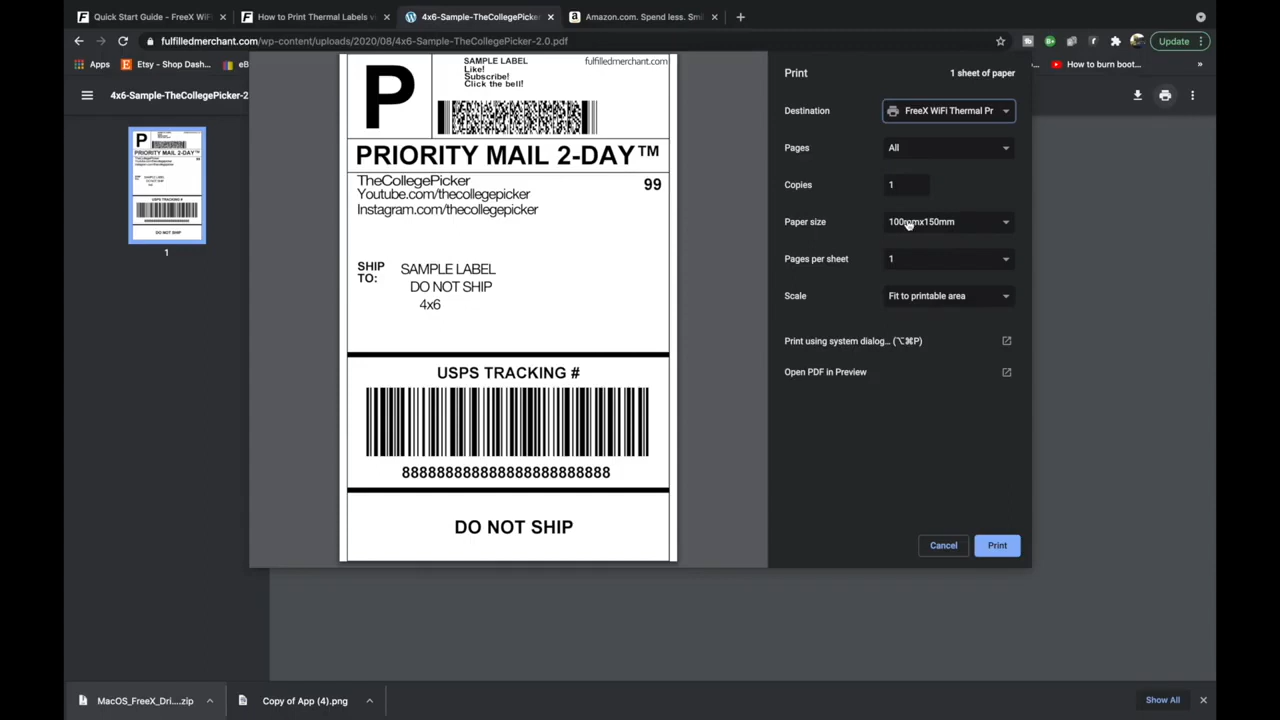 Quick Start Guide - FreeX WiFi
How to Print Thermal Labels vi
4x6-Sample-TheCollegePicker-
Amazon.com. Spend less. Smi
fulfilledmerchant.com/wp-content/uploads/2020/08/4x6-Sample-TheCollegePicker-2.0.pdf
Update
Apps
Etsy - Shop Dash...
eB
How to burn boot...
»
4x6-Sample-TheCollegePicker-2
1
P
SAMPLE LABEL
Like!
Subscribe!
Click the bell!
fulfilledmerchant.com
PRIORITY MAIL 2-DAY™
TheCollegePicker
Youtube.com/thecollegepicker
Instagram.com/thecollegepicker
99
SHIP
TO:
SAMPLE LABEL
DO NOT SHIP
4x6
USPS TRACKING #
DO NOT SHIP
Print
1 sheet of paper
Destination
FreeX WiFi Thermal Pr
Pages
All
Copies
1
Paper size
100mmx150mm
Pages per sheet
1
Scale
Fit to printable area
Print using system dialog... (⌥⌘P)
Open PDF in Preview
Cancel
Print
MacOS_FreeX_Dri....zip
Copy of App (4).png
Show All